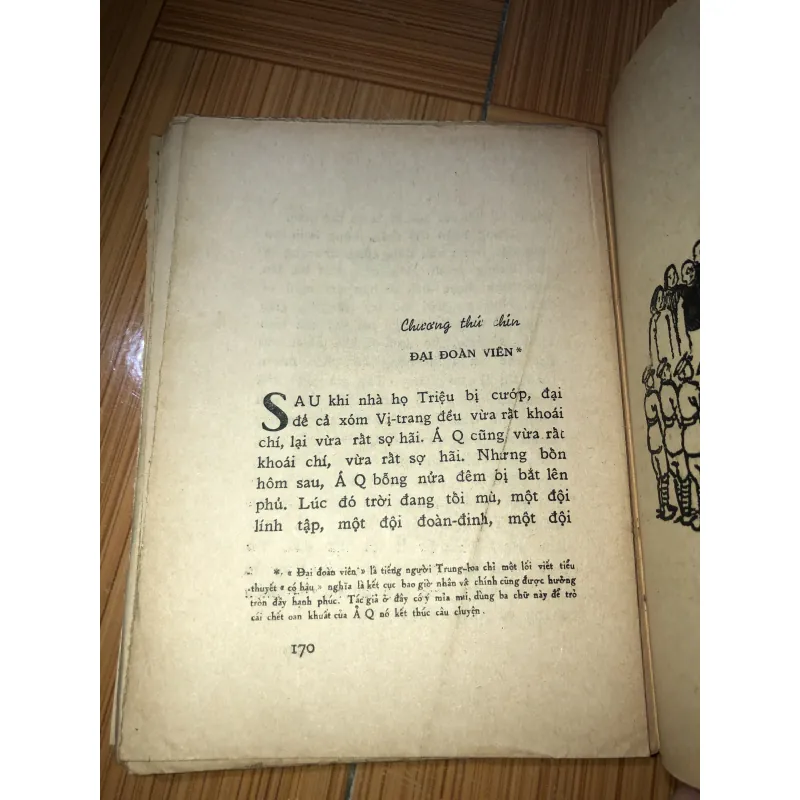 Chương thứ chín
ĐẠI ĐOÀN VIÊN*
SAU khi nhà họ Triệu bị cướp, đại
để cả xóm Vị-trang đều vừa rất khoái
chí, lại vừa rất sợ hãi. Á Q cũng vừa rất
khoái chí, vừa rất sợ hãi. Nhưng bốn
hôm sau, Á Q bỗng nửa đêm bị bắt lên
phủ. Lúc đó trời đang tối mù, một đội
lính tập, một đội đoàn-đinh, một đội
* « Đại đoàn viên » là tiếng người Trung-hoa chỉ một lối viết tiểu
thuyết « có hậu » nghĩa là kết cục bao giờ nhân vật chính cũng được hưởng
tròn đầy hạnh phúc. Tác giả ở đây có ý mỉa mai, dùng ba chữ này để trỏ
cái chết oan khuất của Á Q nó kết thúc câu chuyện.
170